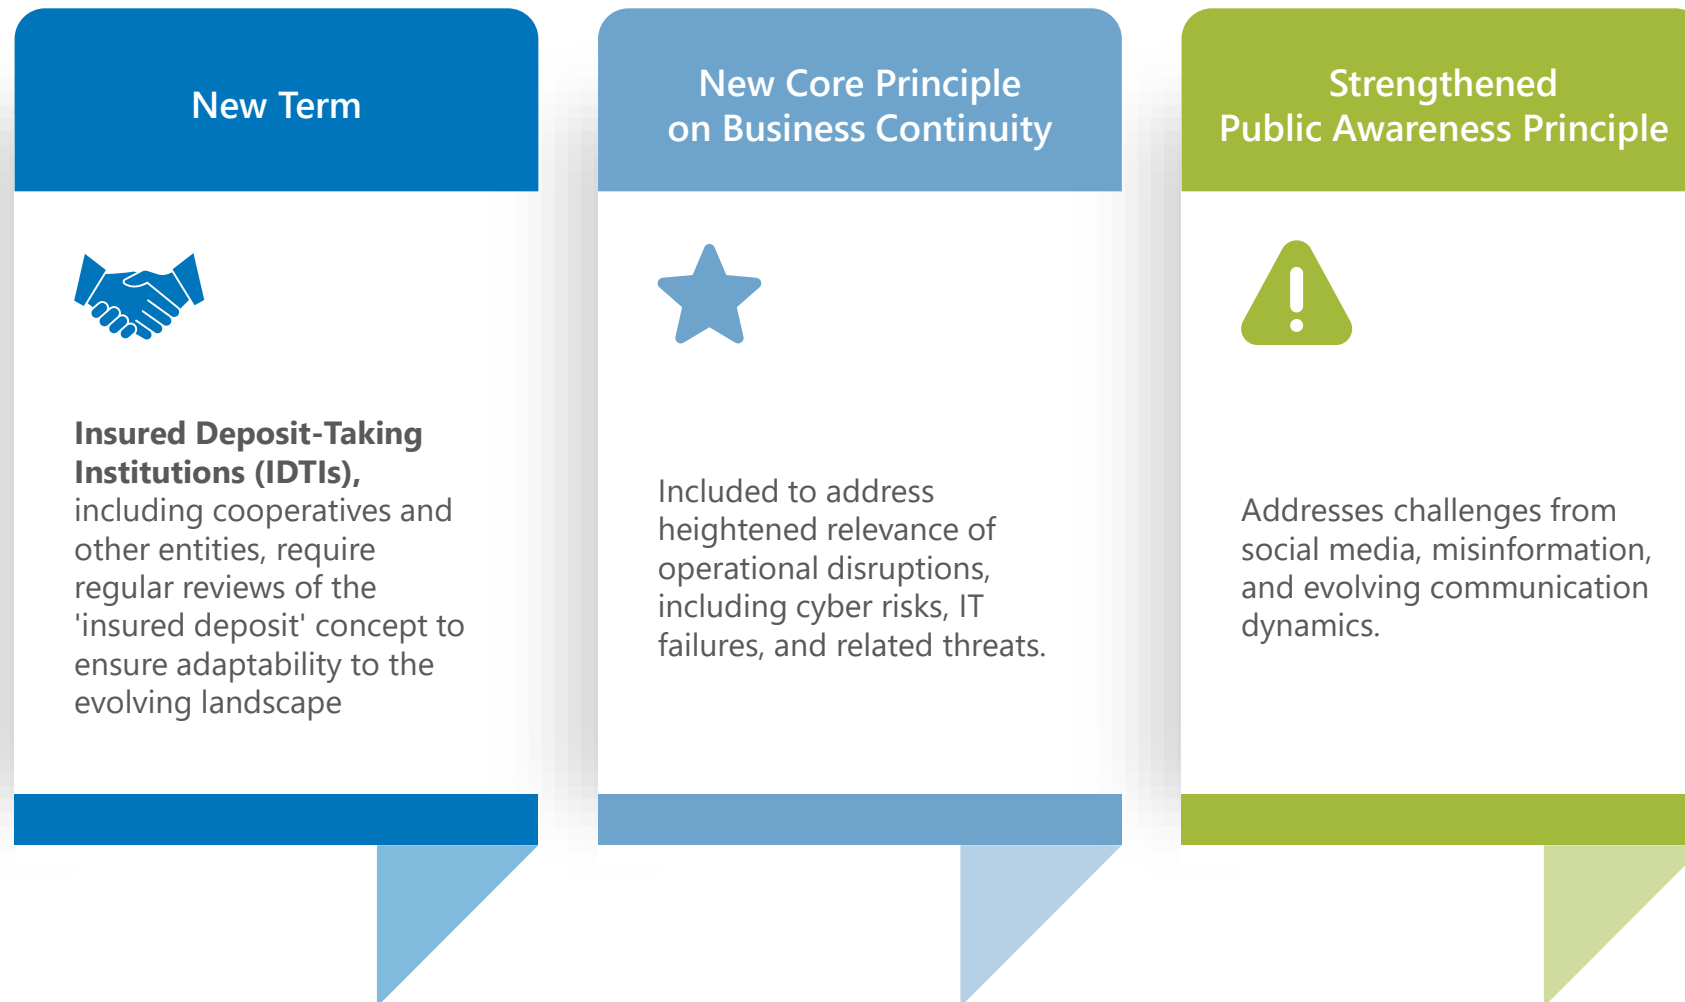 New Term
Insured Deposit-Taking
Institutions (IDTIs),
including cooperatives and
other entities, require
regular reviews of the
'insured deposit' concept to
ensure adaptability to the
evolving landscape
New Core Principle
on Business Continuity
Included to address
heightened relevance of
operational disruptions,
including cyber risks, IT
failures, and related threats.
Strengthened
Public Awareness Principle
Addresses challenges from
social media, misinformation,
and evolving communication
dynamics.